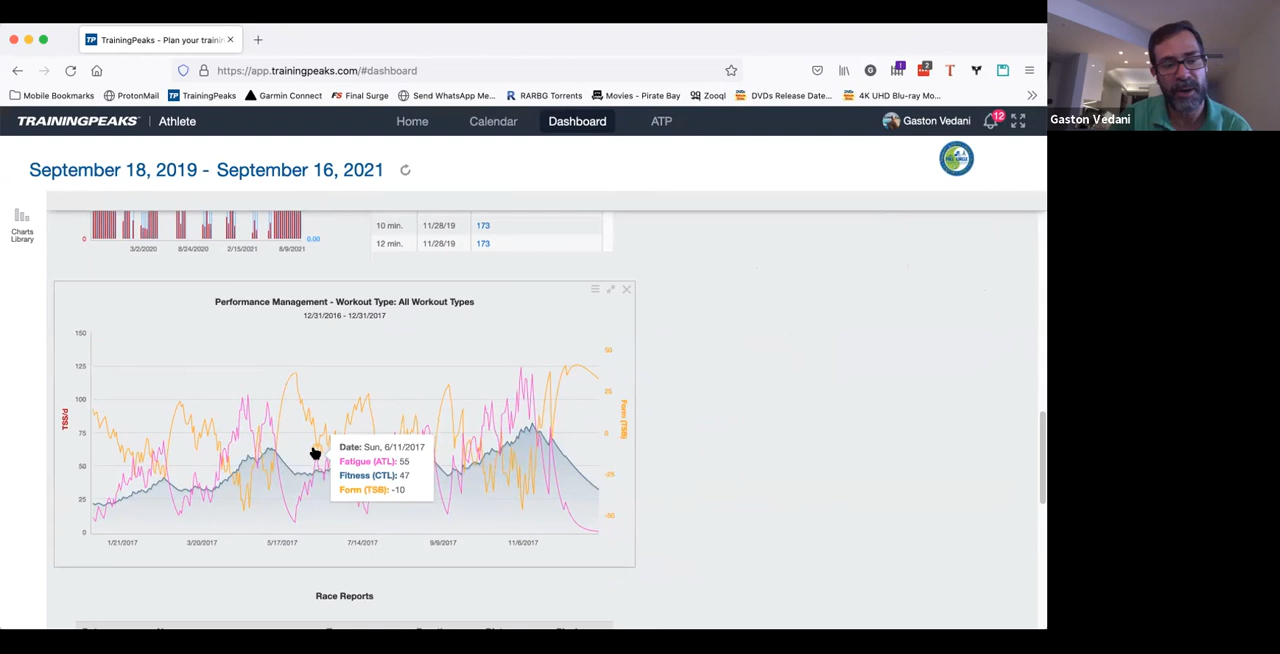 TrainingPeaks - Plan your trainin
https://app.trainingpeaks.com/#dashboard
Mobile Bookmarks ProtonMail TrainingPeaks Garmin Connect Final Surge Send WhatsApp Me... RARBG Torrents Movies - Pirate Bay Zooql DVDs Release Date... 4K UHD Blu-ray Mo...
TRAININGPEAKS Athlete Home Calendar Dashboard ATP Gaston Vedani 12
Gaston Vedani
September 18, 2019 - September 16, 2021
Charts
Library
0 0.00
3/2/2020 8/24/2020 2/15/2021 8/9/2021
10 min. 11/28/19 173
12 min. 11/28/19 173
Performance Management - Workout Type: All Workout Types
12/31/2016 - 12/31/2017
150
125
100
75
50
25
0
TSS/d
50
25
0
-25
-50
Form (TSB)
Date: Sun, 6/11/2017
Fatigue (ATL): 55
Fitness (CTL): 47
Form (TSB): -10
1/21/2017 3/20/2017 5/17/2017 7/14/2017 9/9/2017 11/6/2017
Race Reports